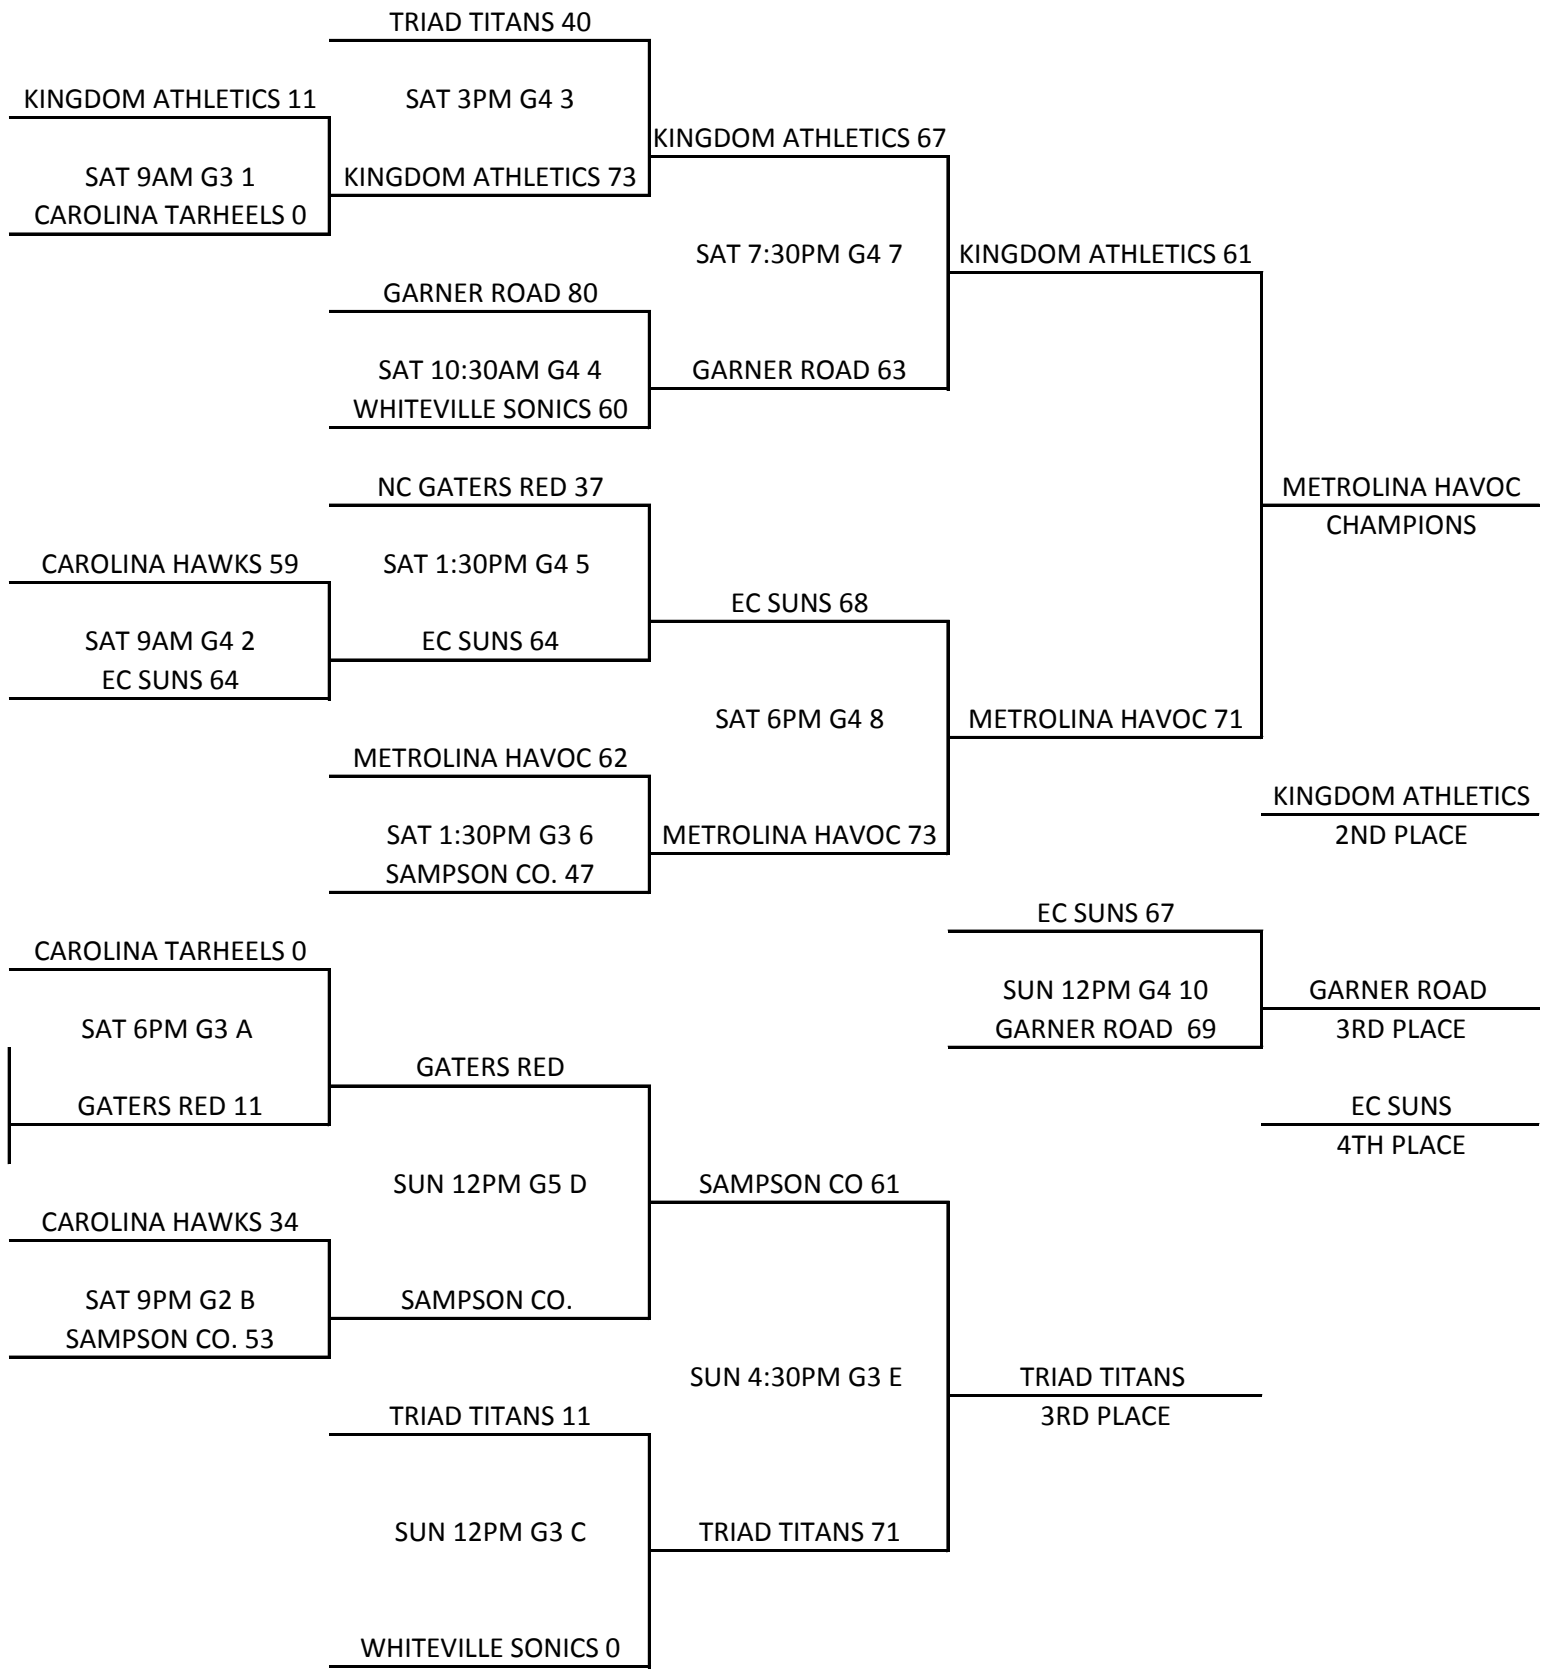 TRIAD TITANS 40
KINGDOM ATHLETICS 11
SAT 3PM G4 3
KINGDOM ATHLETICS 67
SAT 9AM G3 1
KINGDOM ATHLETICS 73
CAROLINA TARHEELS 0
SAT 7:30PM G4 7
KINGDOM ATHLETICS 61
GARNER ROAD 80
SAT 10:30AM G4 4
GARNER ROAD 63
WHITEVILLE SONICS 60
NC GATERS RED 37
METROLINA HAVOC
CHAMPIONS
CAROLINA HAWKS 59
SAT 1:30PM G4 5
EC SUNS 68
SAT 9AM G4 2
EC SUNS 64
EC SUNS 64
SAT 6PM G4 8
METROLINA HAVOC 71
METROLINA HAVOC 62
KINGDOM ATHLETICS
SAT 1:30PM G3 6
METROLINA HAVOC 73
2ND PLACE
SAMPSON CO. 47
EC SUNS 67
CAROLINA TARHEELS 0
SUN 12PM G4 10
GARNER ROAD
SAT 6PM G3 A
GARNER ROAD  69
3RD PLACE
GATERS RED
GATERS RED 11
EC SUNS
4TH PLACE
SUN 12PM G5 D
SAMPSON CO 61
CAROLINA HAWKS 34
SAT 9PM G2 B
SAMPSON CO.
SAMPSON CO. 53
SUN 4:30PM G3 E
TRIAD TITANS
TRIAD TITANS 11
3RD PLACE
SUN 12PM G3 C
TRIAD TITANS 71
WHITEVILLE SONICS 0